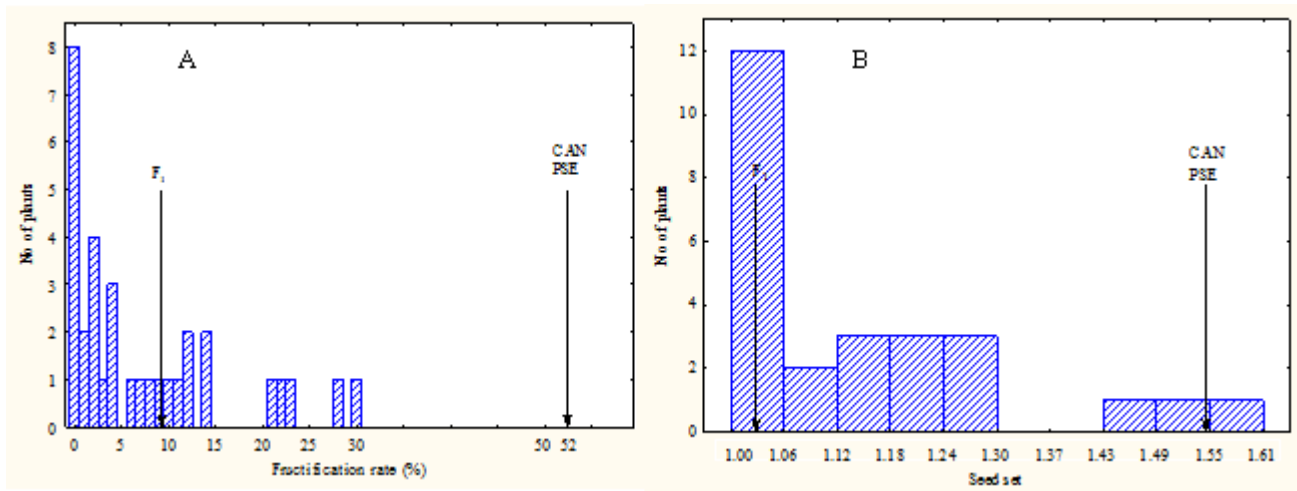 A
8
7
6
5
4
3
2
1
0
No of plants
F₁
CAN
PSE
0 5 10 15 20 25 30 50 52
Fructification rate (%)
B
12
10
8
6
4
2
0
No of plants
F₁
CAN
PSE
1.00 1.06 1.12 1.18 1.24 1.30 1.37 1.43 1.49 1.55 1.61
Seed set